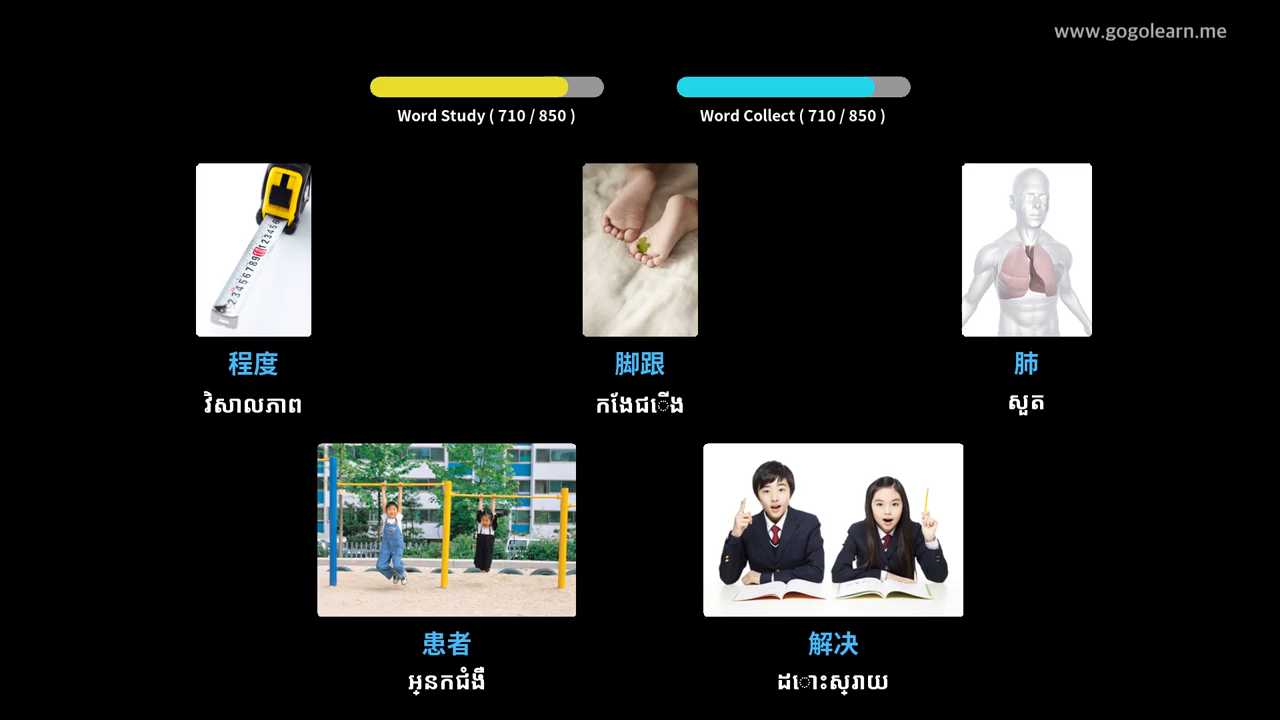 www.gogolearn.me
Word Study ( 710 / 850 )
Word Collect ( 710 / 850 )
程度
វិសាលភាព
脚跟
កងែជើង
肺
សួត
患者
អ្នកជំងឺ
解决
ដោះស្រាយ